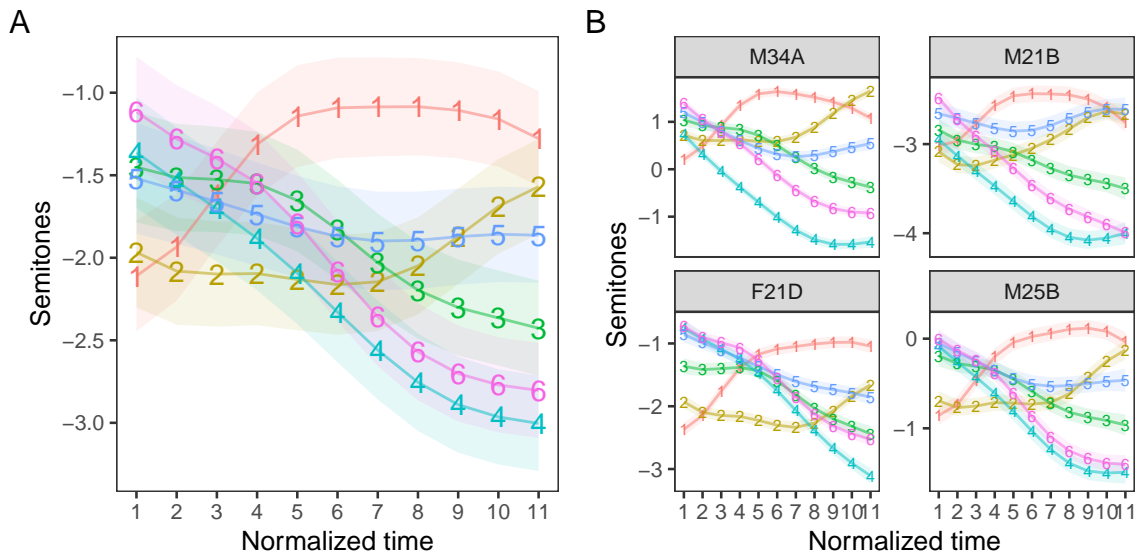 A
B
M34A
M21B
F21D
M25B
Semitones
−1.0
−1.5
−2.0
−2.5
−3.0
1 2 3 4 5 6 7 8 9 10 11
Normalized time
Semitones
1
0
−1
−3
−4
−1
−2
−3
0
−1
1 2 3 4 5 6 7 8 9 10 11
1 2 3 4 5 6 7 8 9 10 11
Normalized time